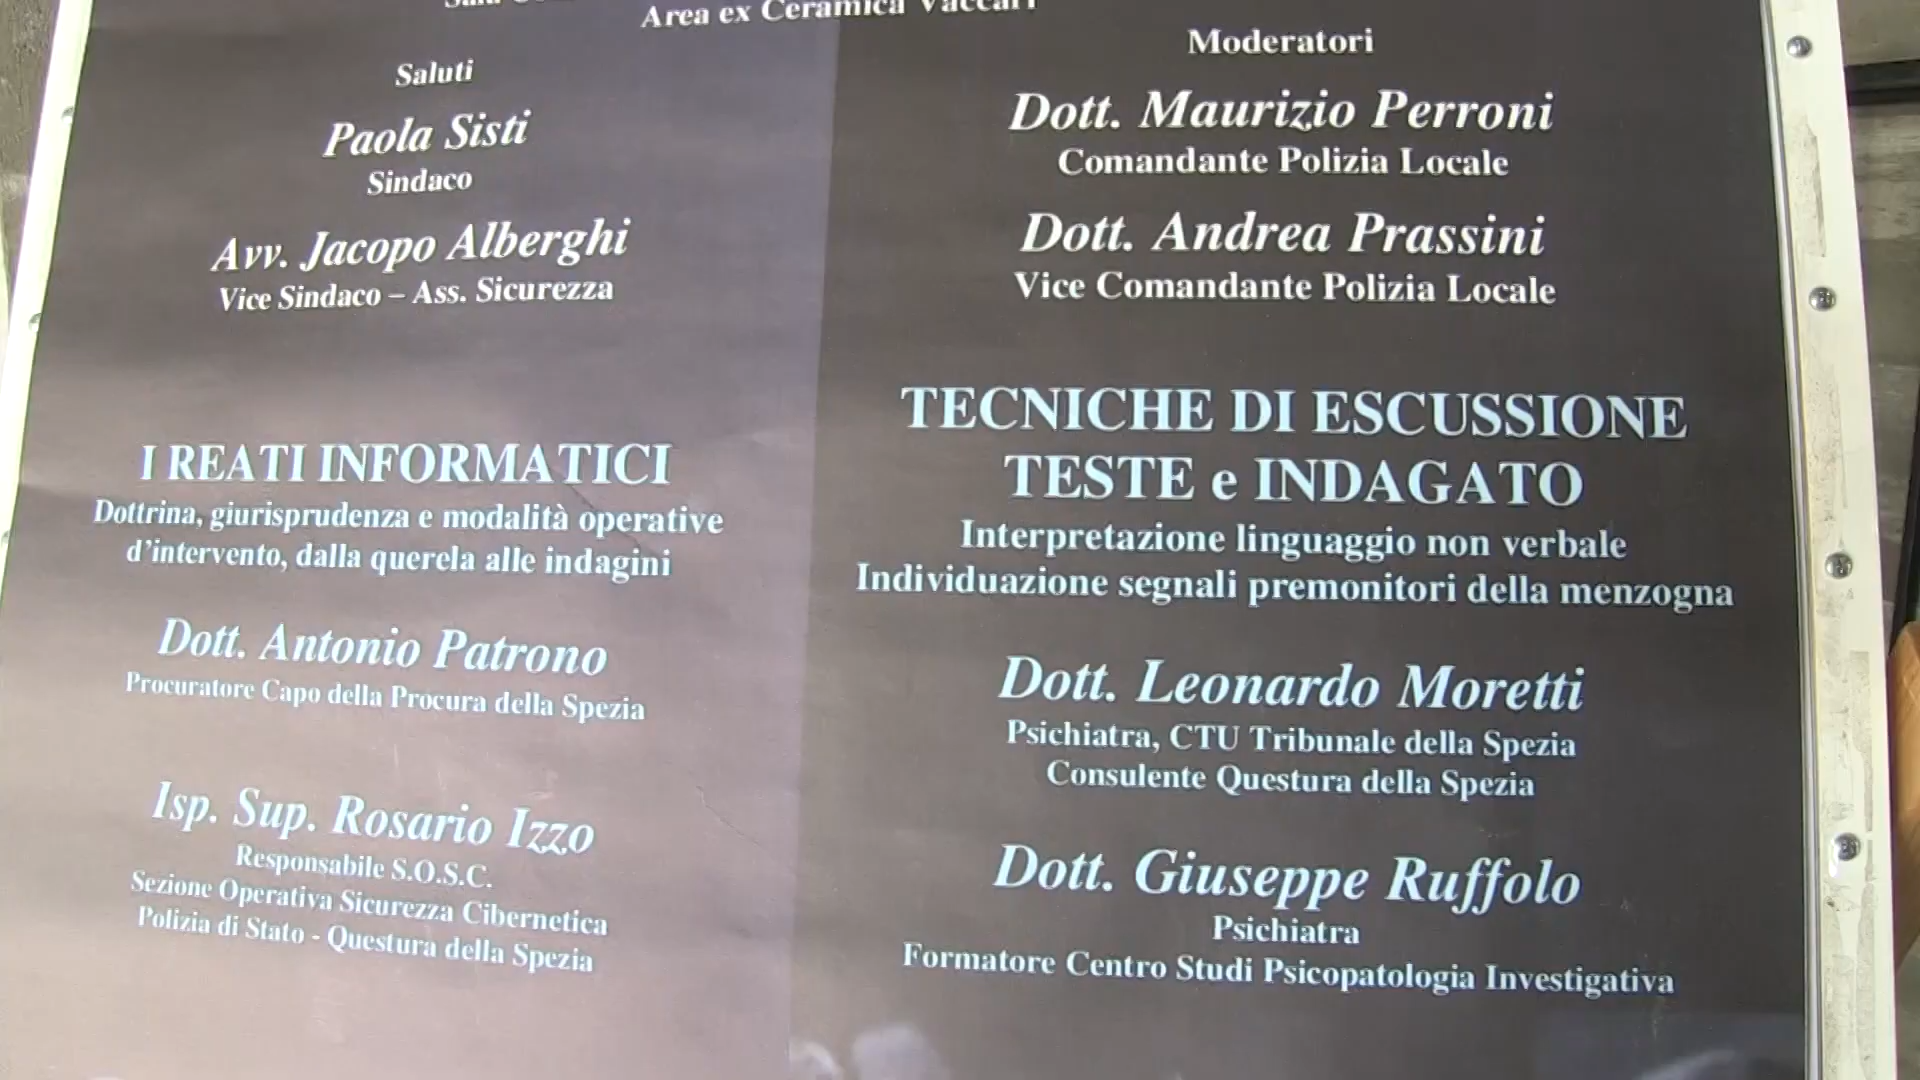 Area ex Ceramica Vaccari
Saluti
Paola Sisti
Sindaco
Avv. Jacopo Alberghi
Vice Sindaco – Ass. Sicurezza
I REATI INFORMATICI
Dottrina, giurisprudenza e modalità operative
d'intervento, dalla querela alle indagini
Dott. Antonio Patrono
Procuratore Capo della Procura della Spezia
Isp. Sup. Rosario Izzo
Responsabile S.O.S.C.
Sezione Operativa Sicurezza Cibernetica
Polizia di Stato - Questura della Spezia
Moderatori
Dott. Maurizio Perroni
Comandante Polizia Locale
Dott. Andrea Prassini
Vice Comandante Polizia Locale
TECNICHE DI ESCUSSIONE
TESTE e INDAGATO
Interpretazione linguaggio non verbale
Individuazione segnali premonitori della menzogna
Dott. Leonardo Moretti
Psichiatra, CTU Tribunale della Spezia
Consulente Questura della Spezia
Dott. Giuseppe Ruffolo
Psichiatra
Formatore Centro Studi Psicopatologia Investigativa